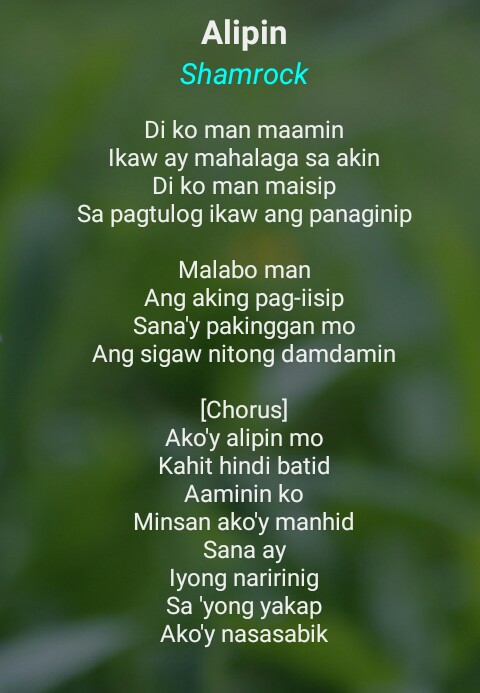 Alipin
Shamrock
Di ko man maamin
Ikaw ay mahalaga sa akin
Di ko man maisip
Sa pagtulog ikaw ang panaginip
Malabo man
Ang aking pag-iisip
Sana'y pakinggan mo
Ang sigaw nitong damdamin
[Chorus]
Ako'y alipin mo
Kahit hindi batid
Aaminin ko
Minsan ako'y manhid
Sana ay
Iyong naririnig
Sa 'yong yakap
Ako'y nasasabik